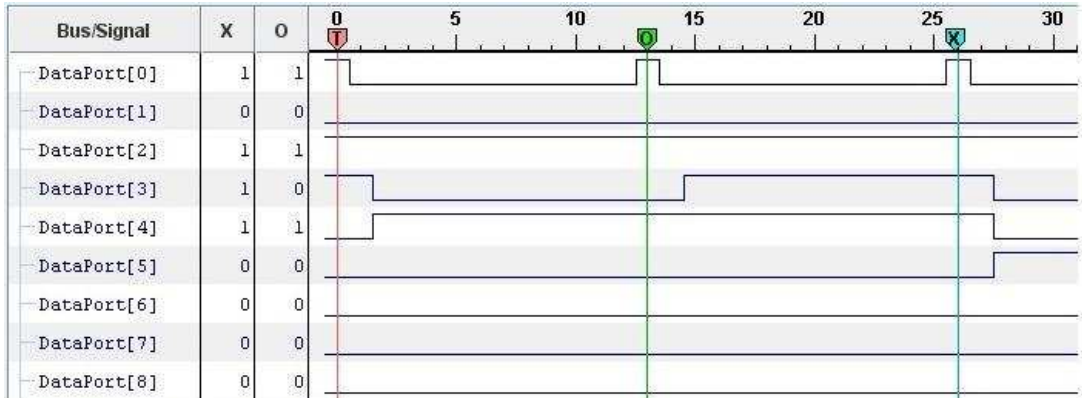 Bus/Signal X O 0 5 10 15 20 25 30
T O X
DataPort[0] 1 1
DataPort[1] 0 0
DataPort[2] 1 1
DataPort[3] 1 0
DataPort[4] 1 1
DataPort[5] 0 0
DataPort[6] 0 0
DataPort[7] 0 0
DataPort[8] 0 0